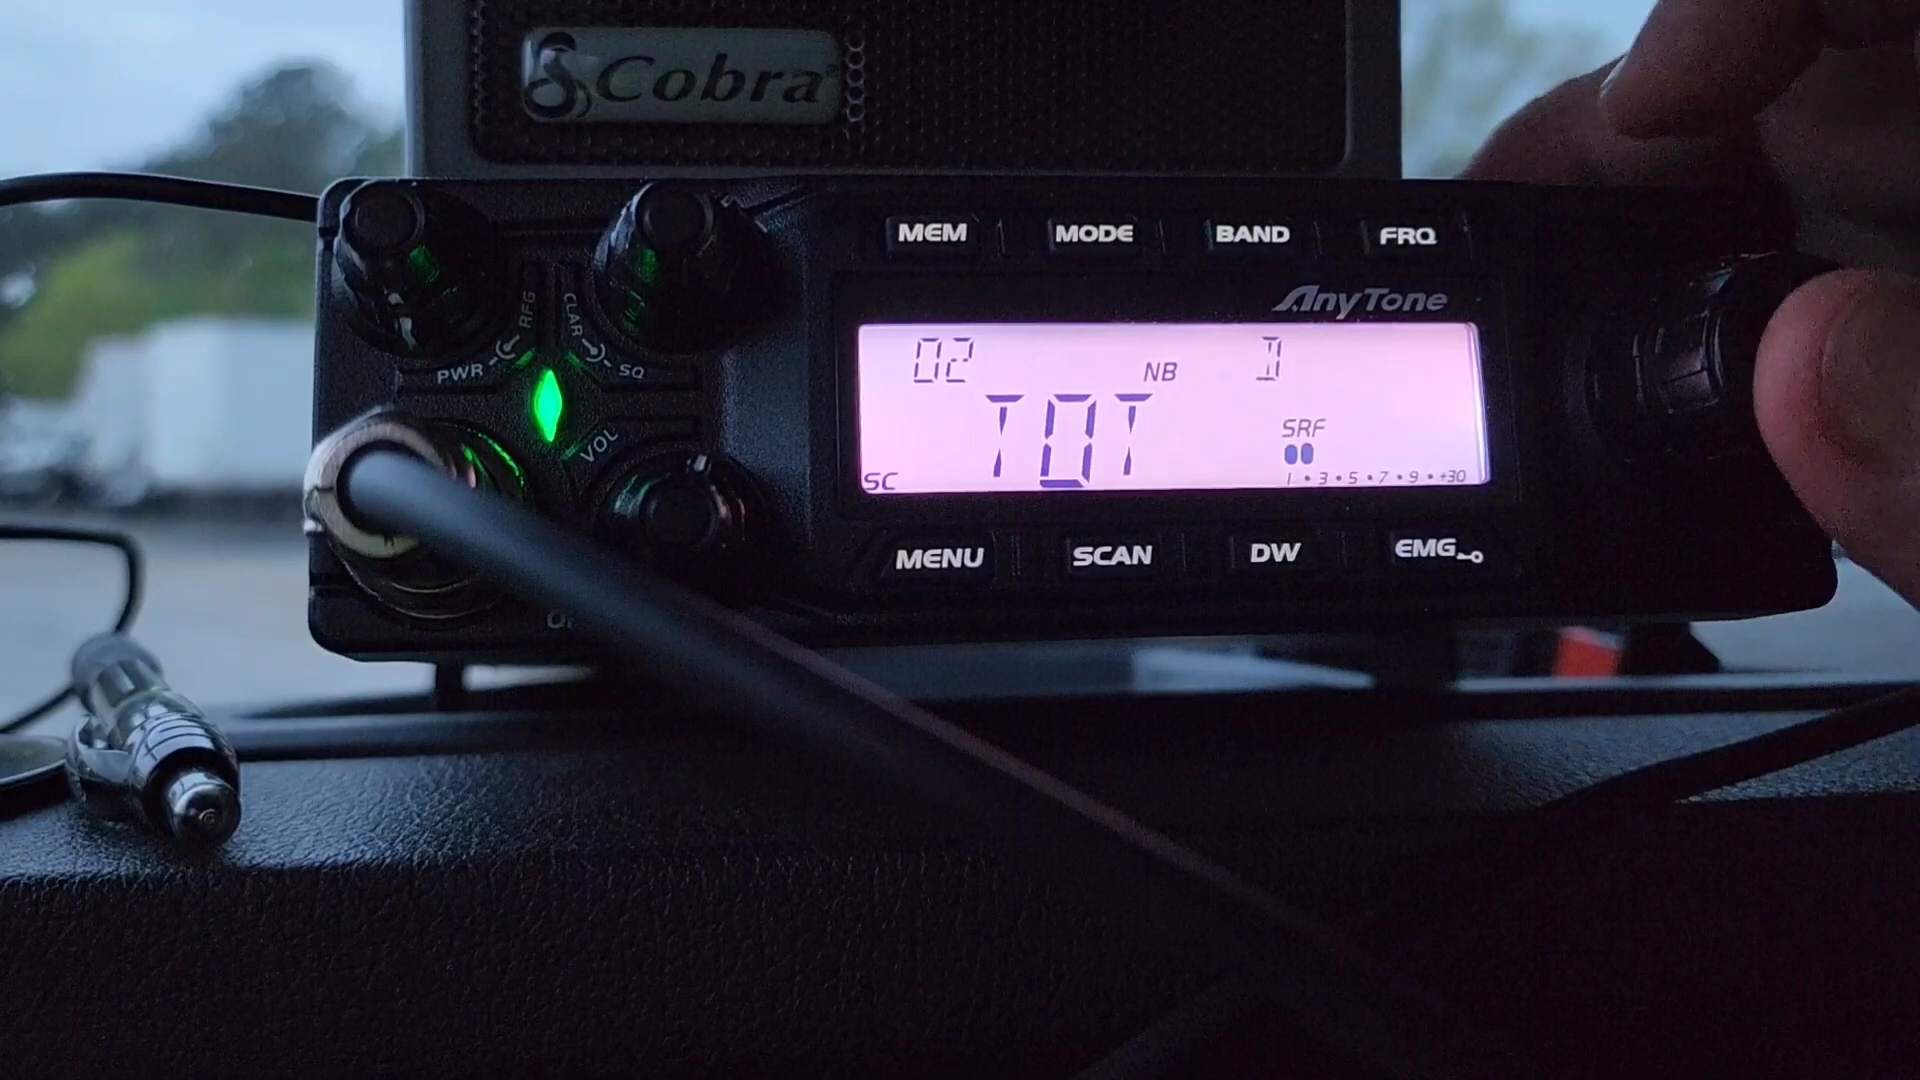 Cobra
MEM MODE BAND FRQ
AnyTone
RFG CLAR
PWR SQ
VOL
02 NB D
TOT
SRF
SC 1 • 3 • 5 • 7 • 9 • +30
MENU SCAN DW EMG